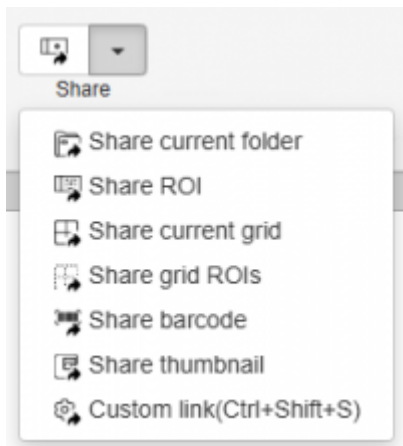 Share
Share current folder
Share ROI
Share current grid
Share grid ROIs
Share barcode
Share thumbnail
Custom link(Ctrl+Shift+S)